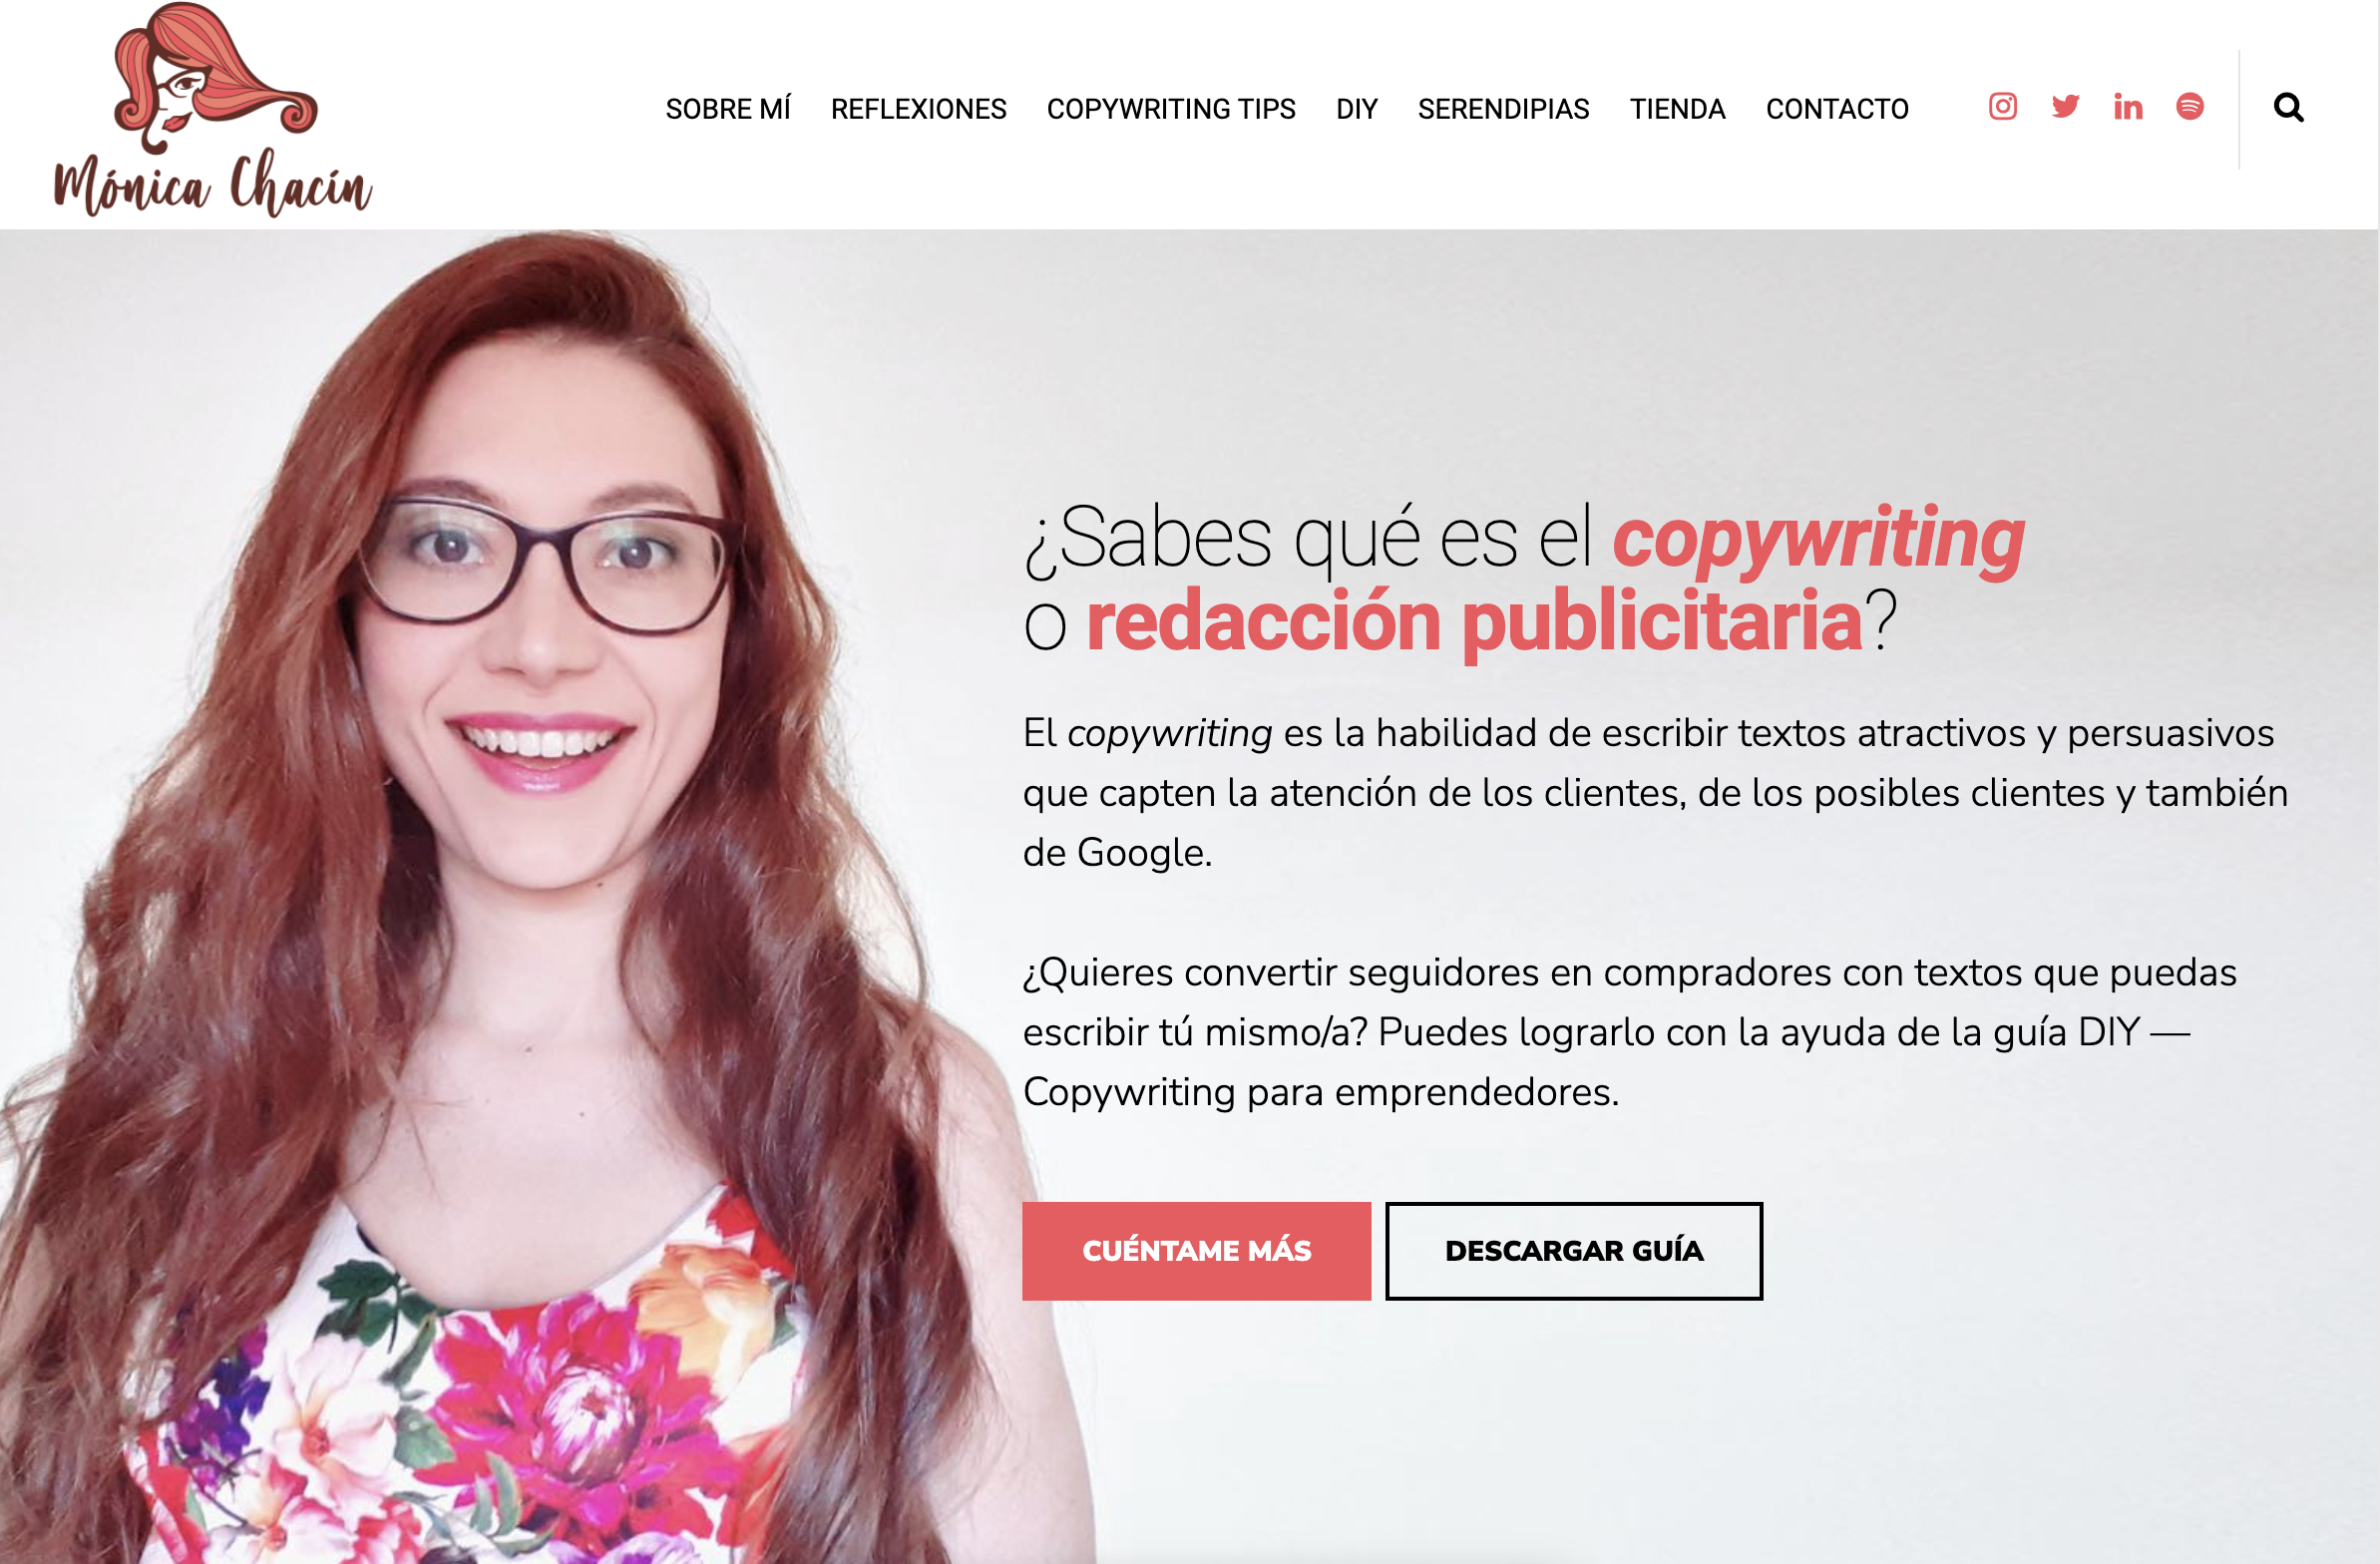 Mónica Chacín
SOBRE MÍ REFLEXIONES COPYWRITING TIPS DIY SERENDIPIAS TIENDA CONTACTO
¿Sabes qué es el copywriting
o redacción publicitaria?
El copywriting es la habilidad de escribir textos atractivos y persuasivos
que capten la atención de los clientes, de los posibles clientes y también
de Google.
¿Quieres convertir seguidores en compradores con textos que puedas
escribir tú mismo/a? Puedes lograrlo con la ayuda de la guía DIY —
Copywriting para emprendedores.
CUÉNTAME MÁS DESCARGAR GUÍA